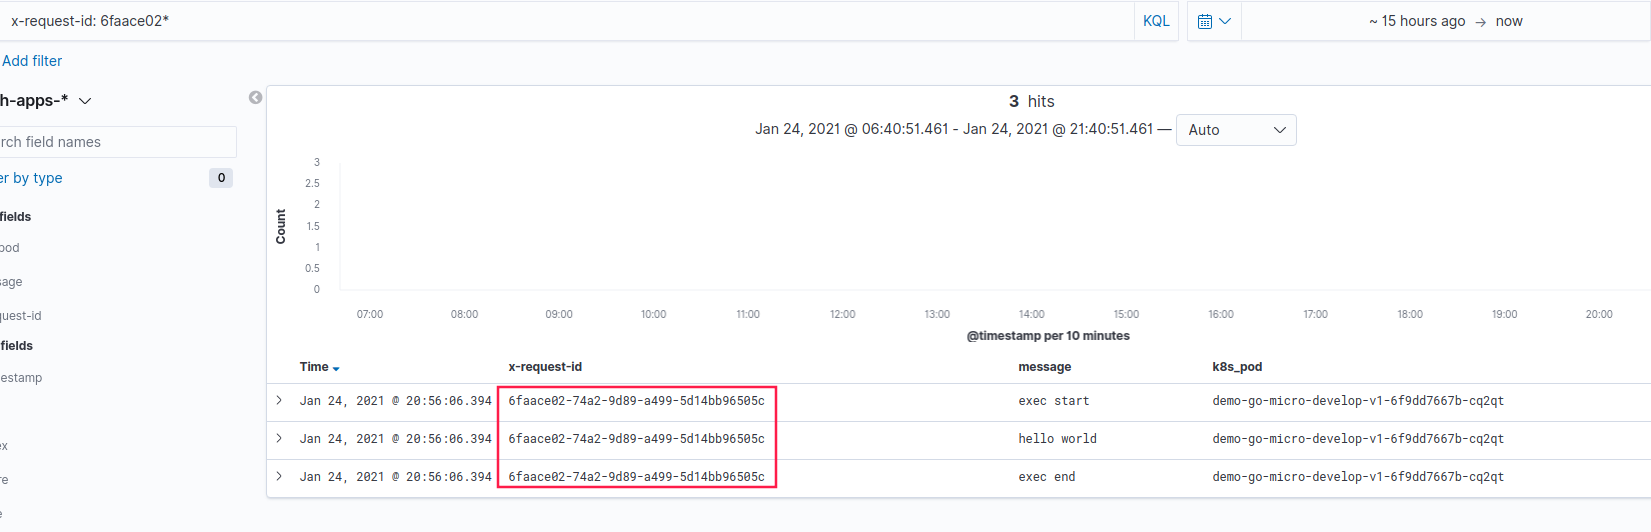 x-request-id: 6faace02*
KQL
~ 15 hours ago → now
Add filter
h-apps-*
rch field names
er by type 0
fields
ood
sage
quest-id
fields
estamp
ex
re
e
3 hits
Jan 24, 2021 @ 06:40:51.461 - Jan 24, 2021 @ 21:40:51.461 — Auto
Count
3
2.5
2
1.5
1
0.5
0
07:00 08:00 09:00 10:00 11:00 12:00 13:00 14:00 15:00 16:00 17:00 18:00 19:00 20:00
@timestamp per 10 minutes
Time x-request-id message k8s_pod
Jan 24, 2021 @ 20:56:06.394 6faace02-74a2-9d89-a499-5d14bb96505c exec start demo-go-micro-develop-v1-6f9dd7667b-cq2qt
Jan 24, 2021 @ 20:56:06.394 6faace02-74a2-9d89-a499-5d14bb96505c hello world demo-go-micro-develop-v1-6f9dd7667b-cq2qt
Jan 24, 2021 @ 20:56:06.394 6faace02-74a2-9d89-a499-5d14bb96505c exec end demo-go-micro-develop-v1-6f9dd7667b-cq2qt